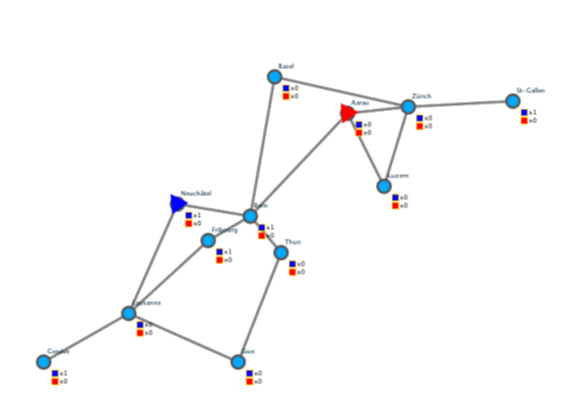 Basel
x0
x0
St-Gallen
x1
x0
Zürich
x0
x0
Aarau
x0
x0
Luzern
x0
x0
Neuchâtel
x1
x0
Bern
x1
x0
Fribourg
x1
x0
Thun
x0
x0
Lausanne
x0
x0
Genève
x1
x0
Sion
x0
x0